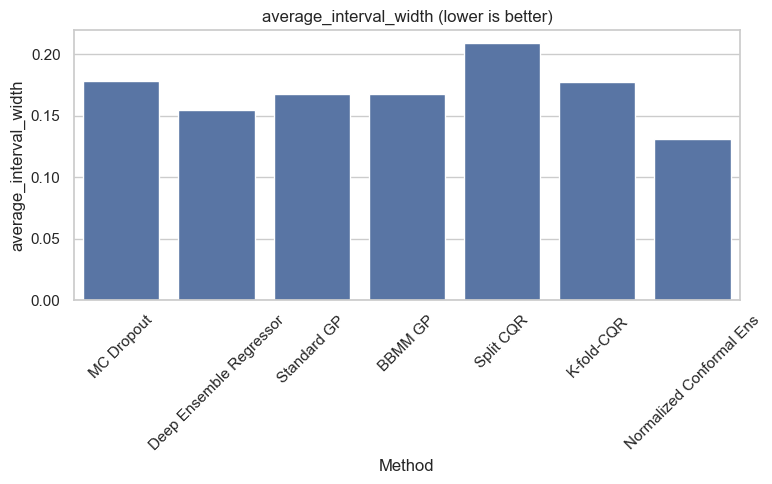 average_interval_width (lower is better)
average_interval_width
0.20
0.15
0.10
0.05
0.00
MC Dropout
Deep Ensemble Regressor
Standard GP
BBMM GP
Split CQR
K-fold-CQR
Normalized Conformal Ens
Method